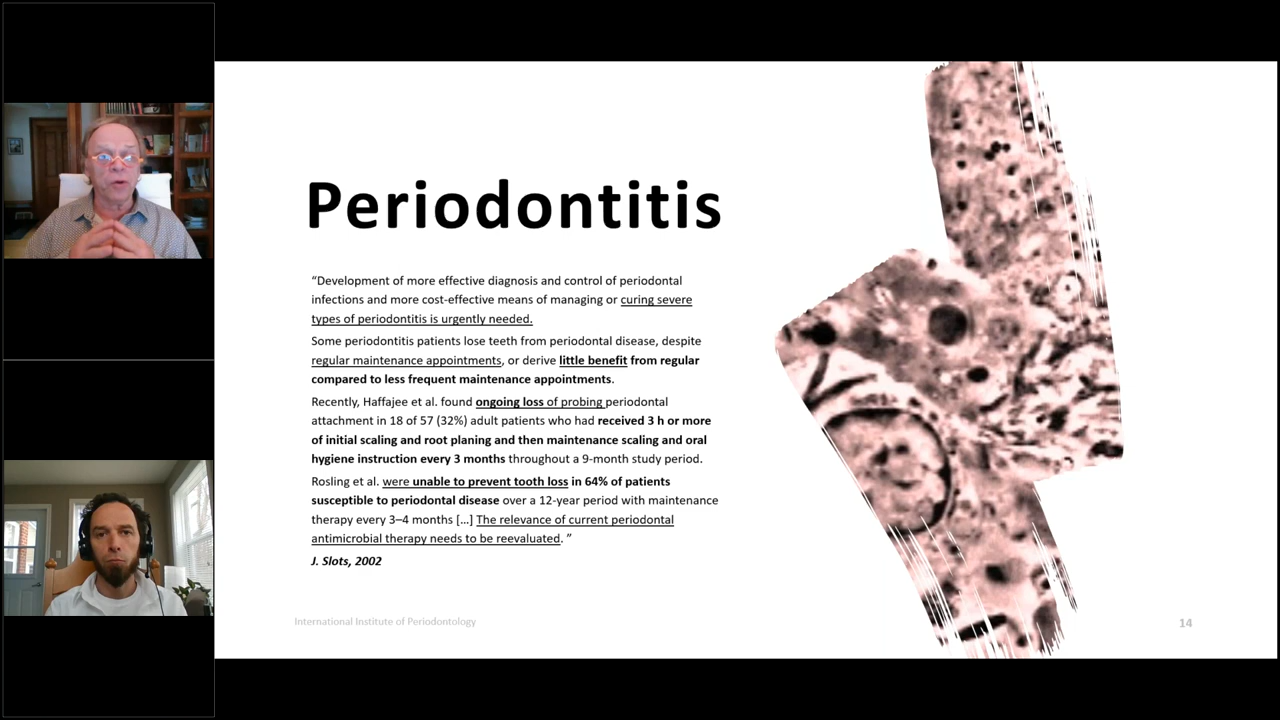 Periodontitis
“Development of more effective diagnosis and control of periodontal
infections and more cost-effective means of managing or curing severe
types of periodontitis is urgently needed.
Some periodontitis patients lose teeth from periodontal disease, despite
regular maintenance appointments, or derive little benefit from regular
compared to less frequent maintenance appointments.
Recently, Haffajee et al. found ongoing loss of probing periodontal
attachment in 18 of 57 (32%) adult patients who had received 3 h or more
of initial scaling and root planing and then maintenance scaling and oral
hygiene instruction every 3 months throughout a 9-month study period.
Rosling et al. were unable to prevent tooth loss in 64% of patients
susceptible to periodontal disease over a 12-year period with maintenance
therapy every 3–4 months […] The relevance of current periodontal
antimicrobial therapy needs to be reevaluated. ”
J. Slots, 2002
International Institute of Periodontology
14